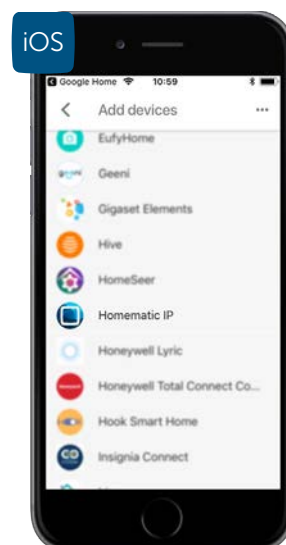 iOS
Google Home 10:59
Add devices
EufyHome
Geeni
Gigaset Elements
Hive
HomeSeer
Homematic IP
Honeywell Lyric
Honeywell Total Connect Co...
Hook Smart Home
Insignia Connect